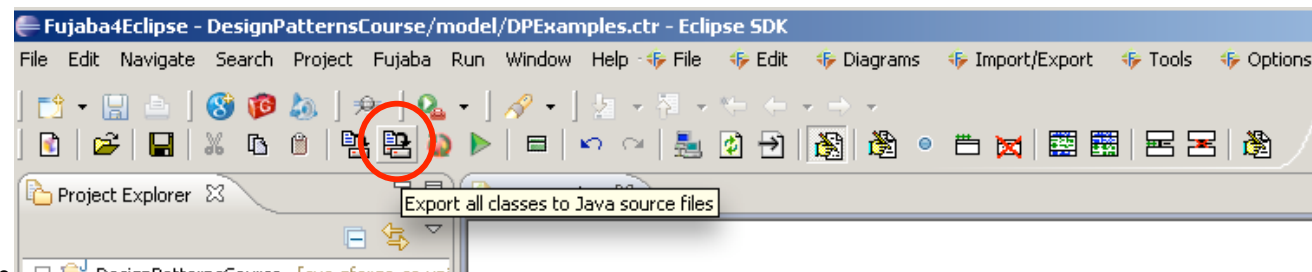 Fujaba4Eclipse - DesignPatternsCourse/model/DPExamples.ctr - Eclipse SDK
File Edit Navigate Search Project Fujaba Run Window Help File Edit Diagrams Import/Export Tools Options
Project Explorer
Export all classes to Java source files